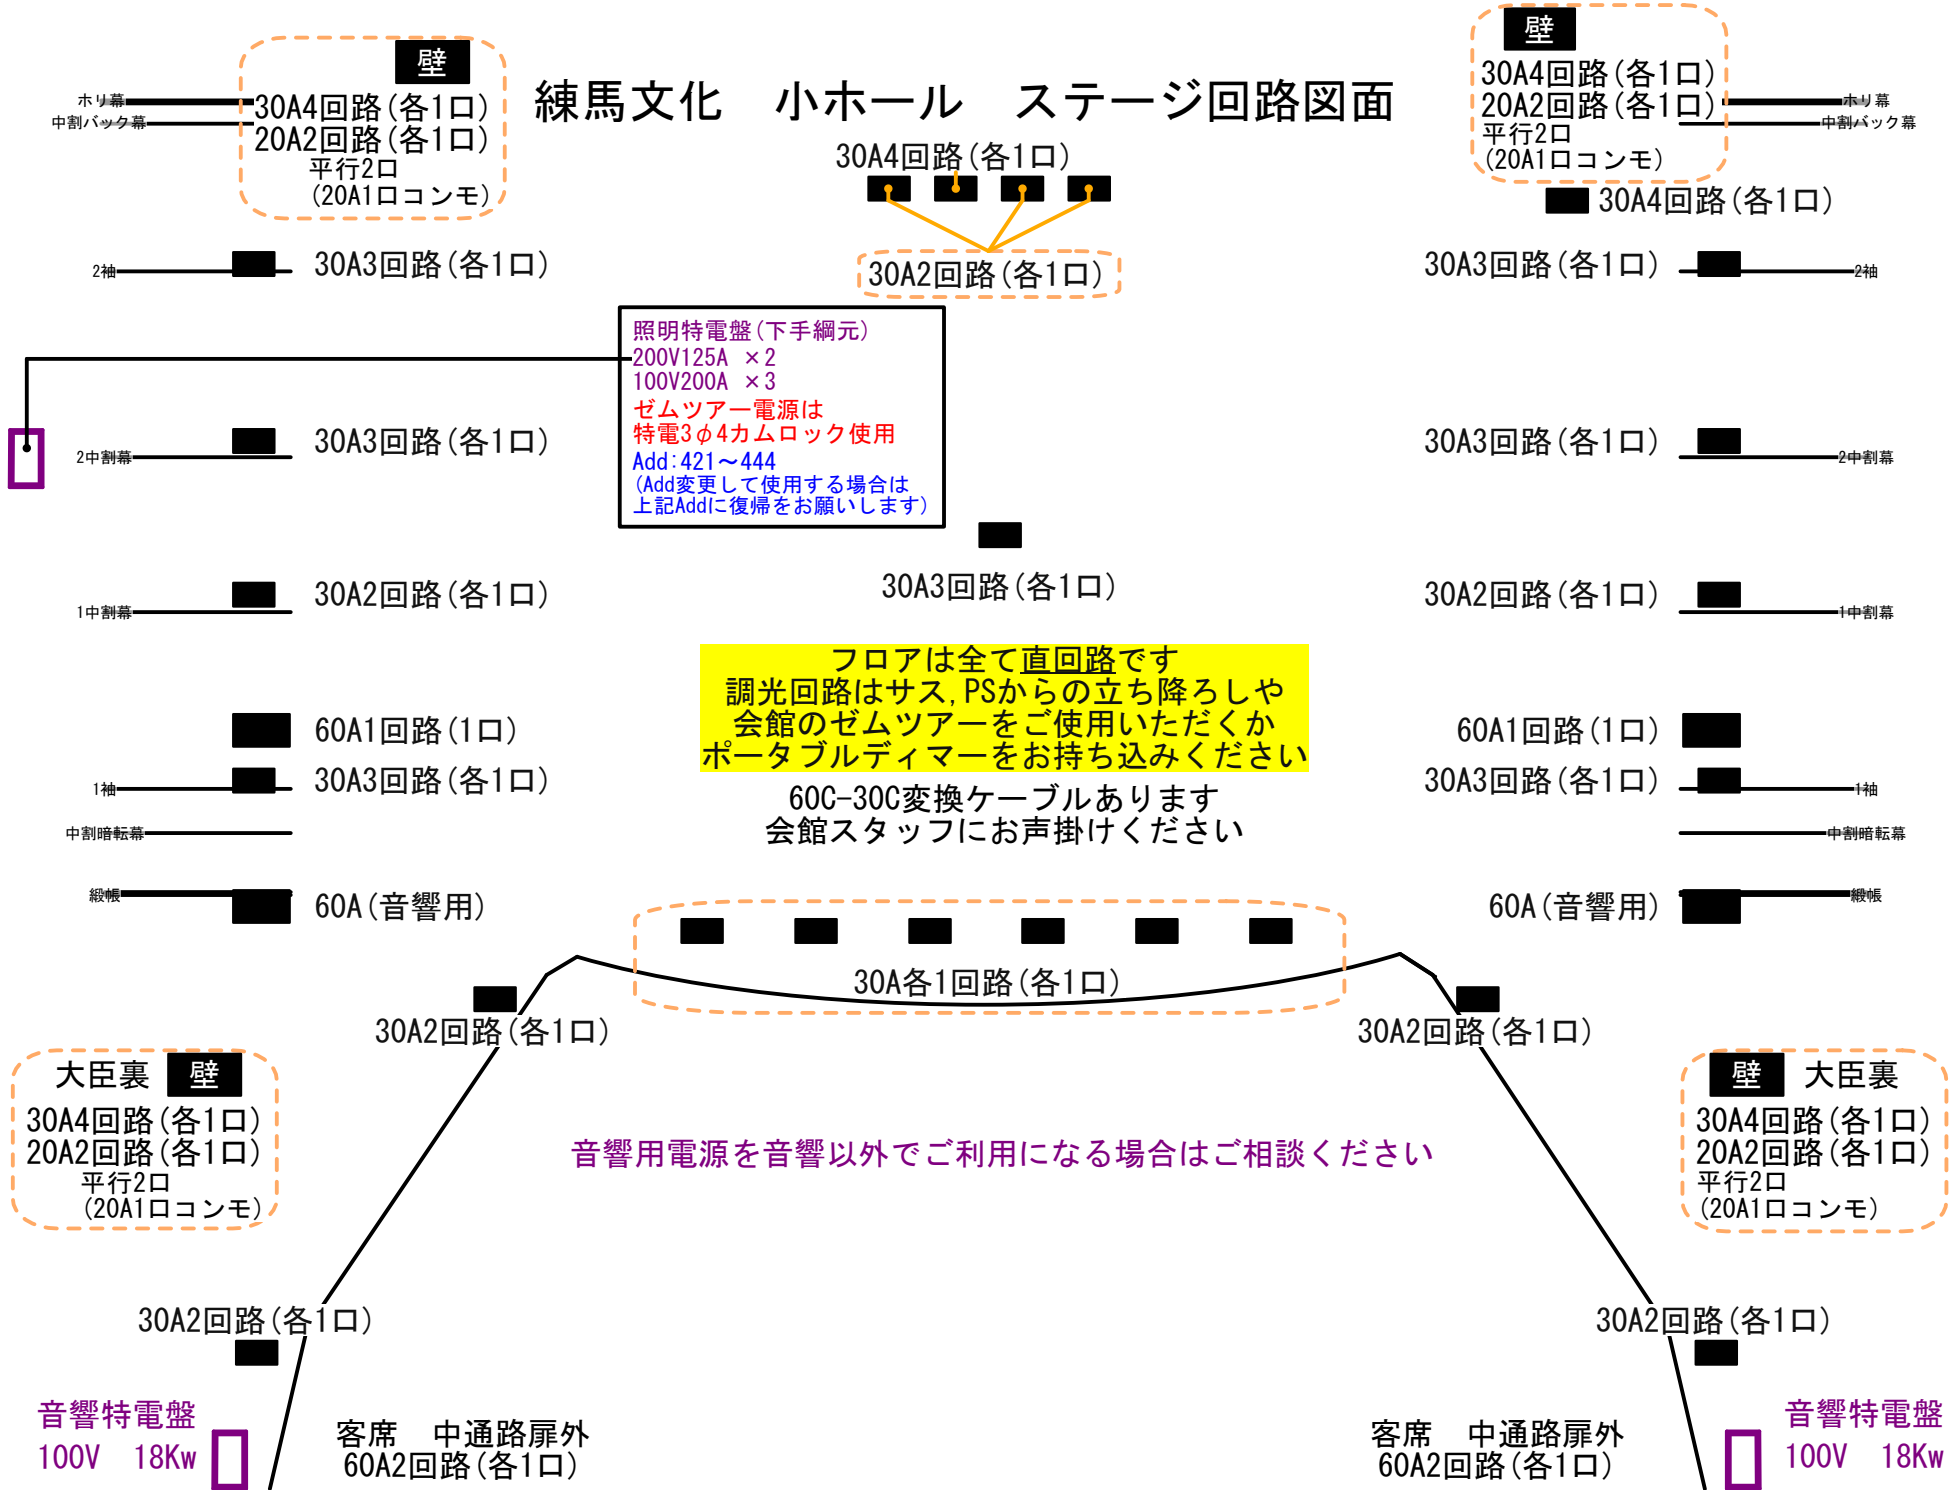 練馬文化　小ホール　ステージ回路図面
壁
30A4回路(各1口)
20A2回路(各1口)
平行2口
(20A1口コンモ)
ホリ幕
中割バック幕
30A4回路(各1口)
30A2回路(各1口)
壁
30A4回路(各1口)
20A2回路(各1口)
平行2口
(20A1口コンモ)
ホリ幕
中割バック幕
30A4回路(各1口)
2袖
30A3回路(各1口)
30A3回路(各1口)
2袖
照明特電盤(下手綱元)
200V125A ×2
100V200A ×3
ゼムツアー電源は
特電3φ4カムロック使用
Add:421～444
(Add変更して使用する場合は
上記Addに復帰をお願いします)
2中割幕
30A3回路(各1口)
30A3回路(各1口)
2中割幕
30A3回路(各1口)
1中割幕
30A2回路(各1口)
30A2回路(各1口)
1中割幕
フロアは全て直回路です
調光回路はサス,PSからの立ち降ろしや
会館のゼムツアーをご使用いただくか
ポータブルディマーをお持ち込みください
60C-30C変換ケーブルあります
会館スタッフにお声掛けください
60A1回路(1口)
60A1回路(1口)
1袖
30A3回路(各1口)
30A3回路(各1口)
1袖
中割暗転幕
中割暗転幕
緞帳
60A(音響用)
60A(音響用)
緞帳
30A各1回路(各1口)
30A2回路(各1口)
30A2回路(各1口)
大臣裏 壁
30A4回路(各1口)
20A2回路(各1口)
平行2口
(20A1口コンモ)
壁 大臣裏
30A4回路(各1口)
20A2回路(各1口)
平行2口
(20A1口コンモ)
音響用電源を音響以外でご利用になる場合はご相談ください
30A2回路(各1口)
30A2回路(各1口)
音響特電盤
100V　18Kw
客席　中通路扉外
60A2回路(各1口)
客席　中通路扉外
60A2回路(各1口)
音響特電盤
100V　18Kw